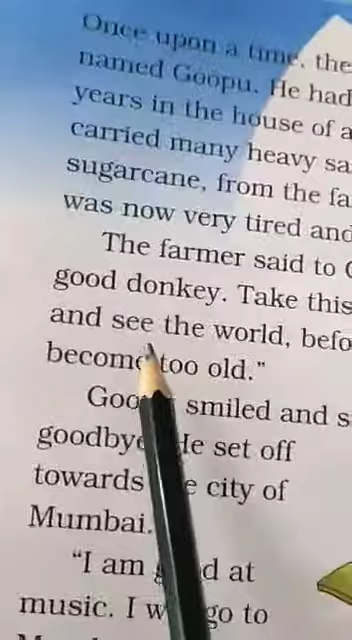 Once upon a time, the
named Goopu. He had
years in the house of a
carried many heavy sa
sugarcane, from the fa
was now very tired and
The farmer said to
good donkey. Take this
and see the world, befo
become too old."
smiled and s
goodbye He set off
towards city of
Mumbai.
"I am at
music. I go to